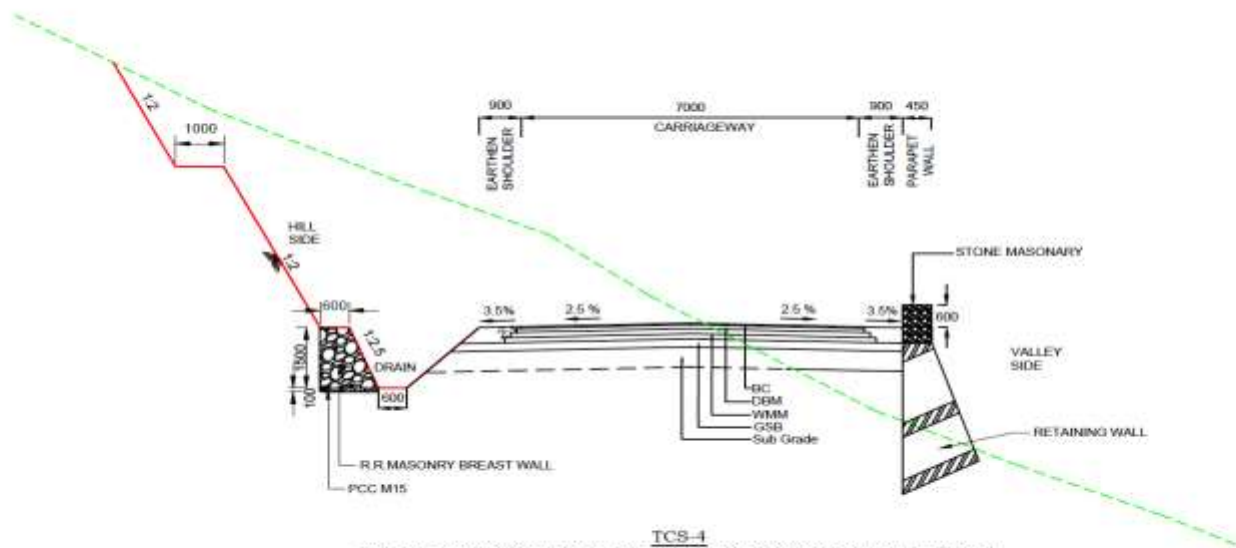 1:2
1000
900
7000
900
450
CARRIAGEWAY
EARTHEN
SHOULDER
EARTHEN
SHOULDER
PARAPET
WALL
HILL
SIDE
1:2
STONE MASONARY
600
3.5%
2.5 %
2.5 %
3.5%
600
1:2.5
1500
DRAIN
VALLEY
SIDE
100
600
BC
DBM
WMM
GSB
Sub Grade
RETAINING WALL
R.R.MASONRY BREAST WALL
PCC M15
TCS-4